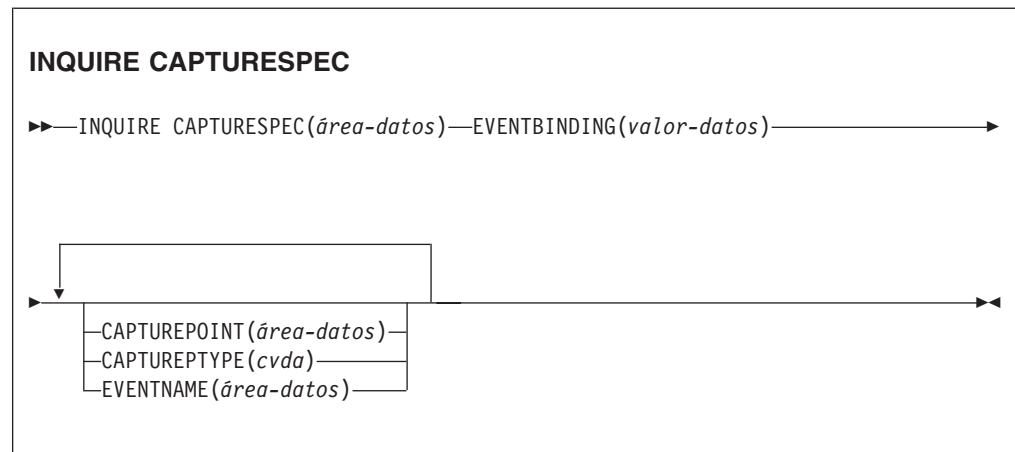 INQUIRE CAPTURESPEC
INQUIRE CAPTURESPEC(área-datos) EVENTBINDING(valor-datos)
CAPTUREPOINT(área-datos)
CAPTUREPTYPE(cvda)
EVENTNAME(área-datos)